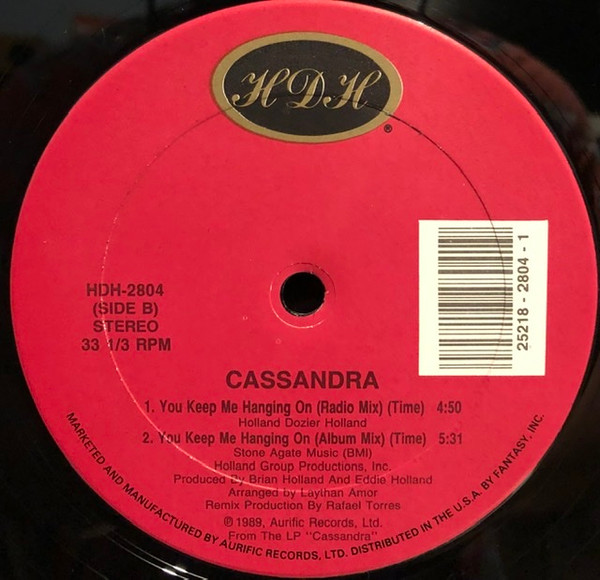 HDH
®
HDH-2804
(SIDE B)
STEREO
33 1/3 RPM
25218 - 2804 - 1
CASSANDRA
1. You Keep Me Hanging On (Radio Mix) (Time) 4:50
Holland Dozier Holland
2. You Keep Me Hanging On (Album Mix) (Time) 5:31
Stone Agate Music (BMI)
Holland Group Productions, Inc.
Produced By Brian Holland and Eddie Holland
Arranged by Laythan Amor
Remix Production By Rafael Torres
℗1989, Aurific Records, Ltd.
From The LP "Cassandra"
MARKETED AND MANUFACTURED BY AURIFIC RECORDS, LTD. DISTRIBUTED IN THE U.S.A. BY FANTASY, INC.